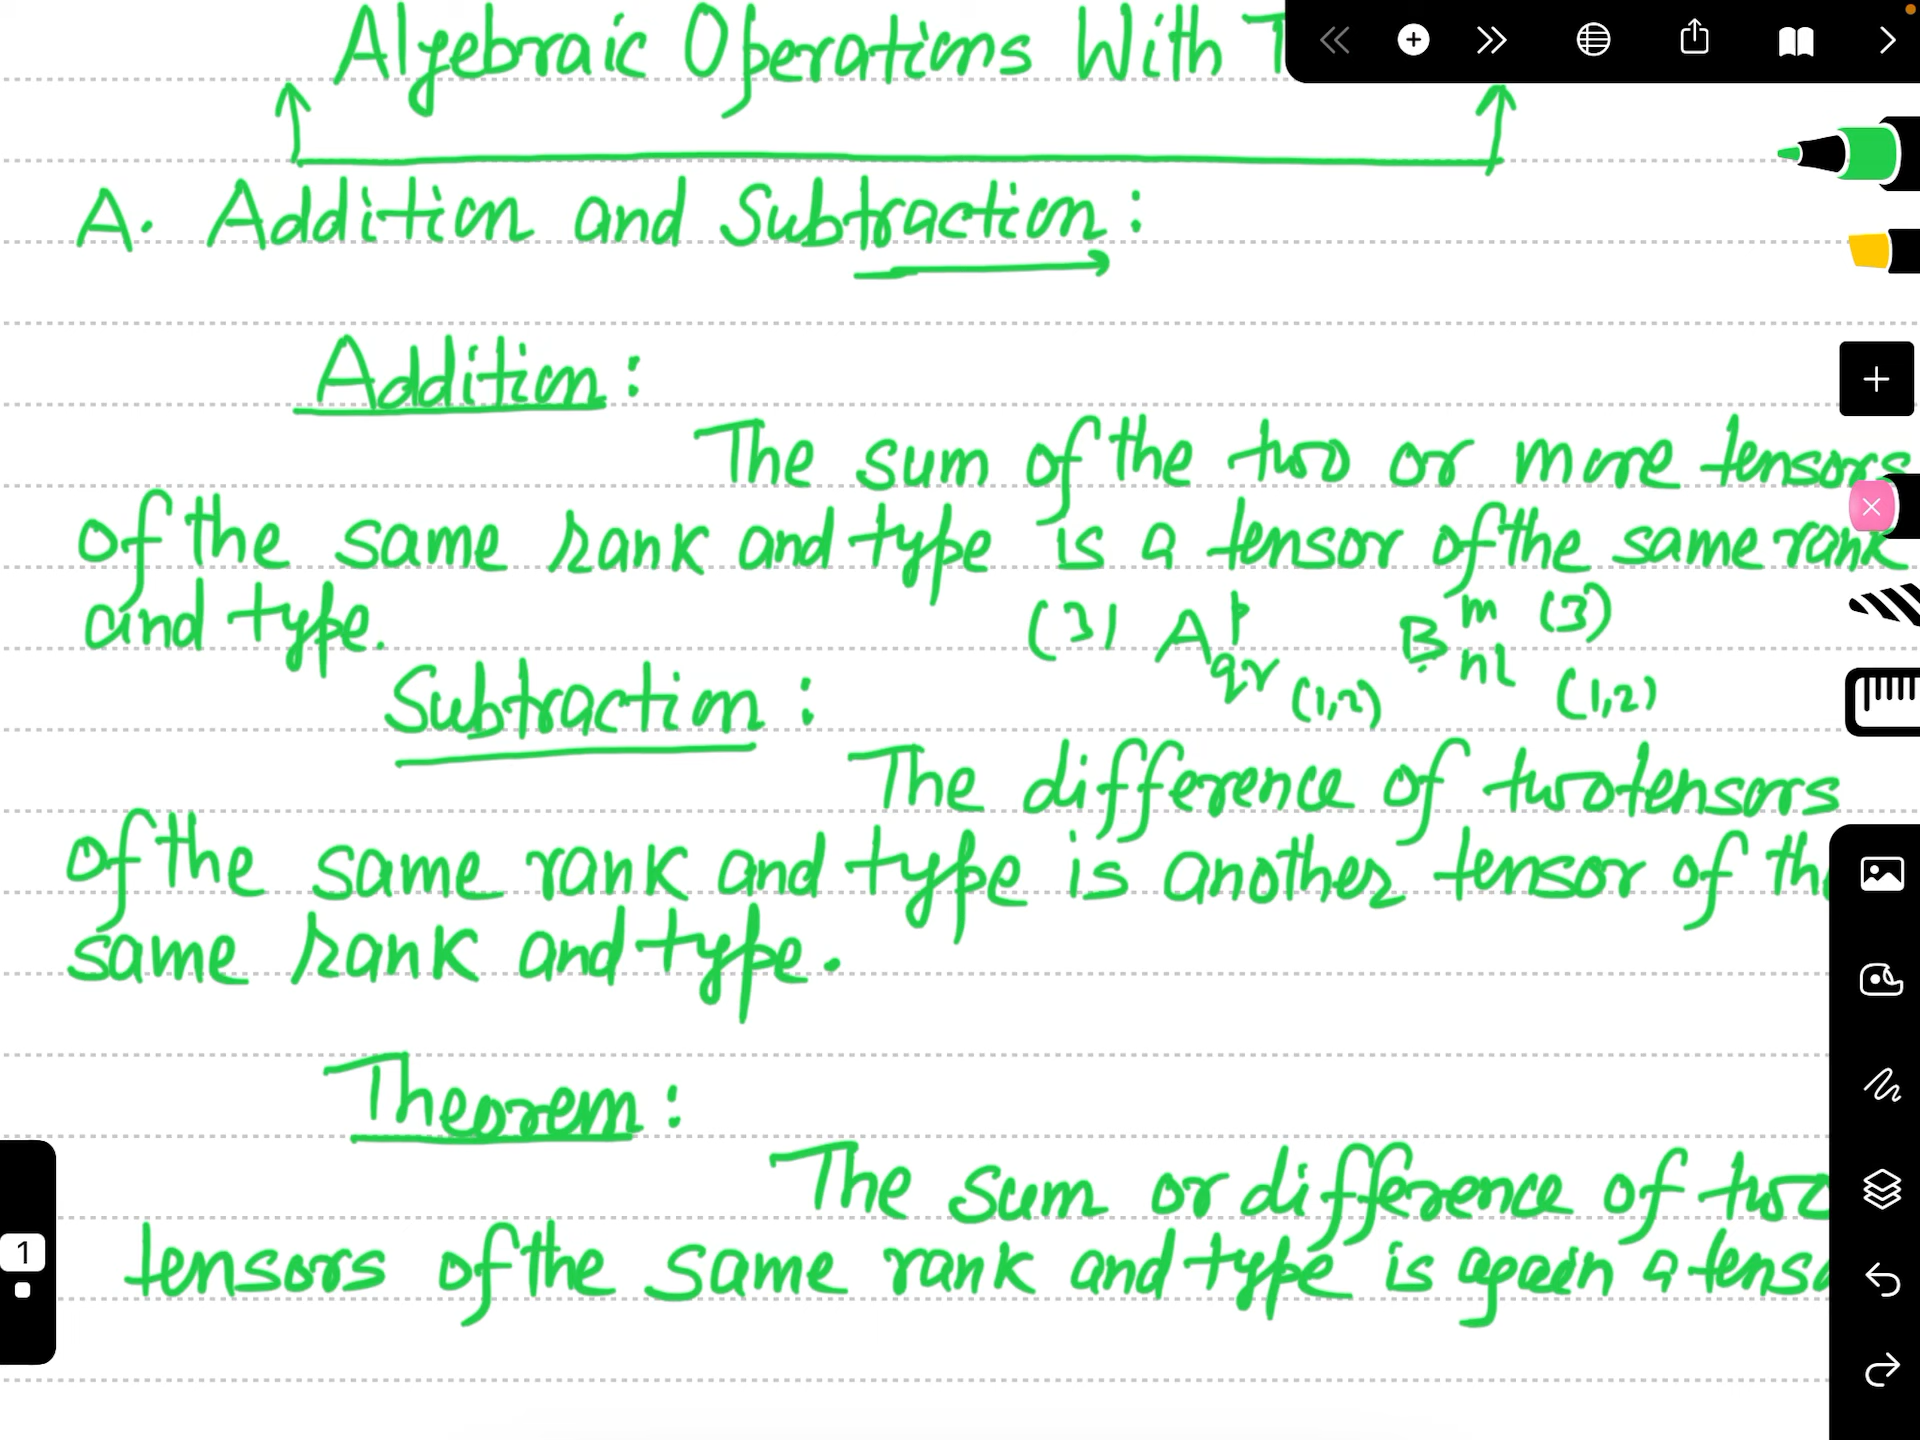 Algebraic Operations With T
A. Addition and Subtraction:
Addition:
The sum of the two or more tensors
of the same rank and type is a tensor of the same rank
and type.
(3) A^p_qr (1,2) B^m_nl (3) (1,2)
Subtraction:
The difference of two tensors
of the same rank and type is another tensor of th
same rank and type.
Theorem:
The sum or difference of two
tensors of the same rank and type is again a tenso
1